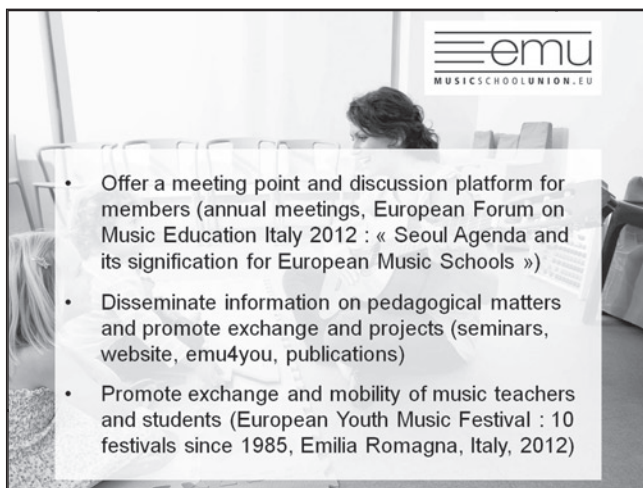 emu
MUSICSCHOOLUNION.EU
• Offer a meeting point and discussion platform for
members (annual meetings, European Forum on
Music Education Italy 2012 : « Seoul Agenda and
its signification for European Music Schools »)
• Disseminate information on pedagogical matters
and promote exchange and projects (seminars,
website, emu4you, publications)
• Promote exchange and mobility of music teachers
and students (European Youth Music Festival : 10
festivals since 1985, Emilia Romagna, Italy, 2012)